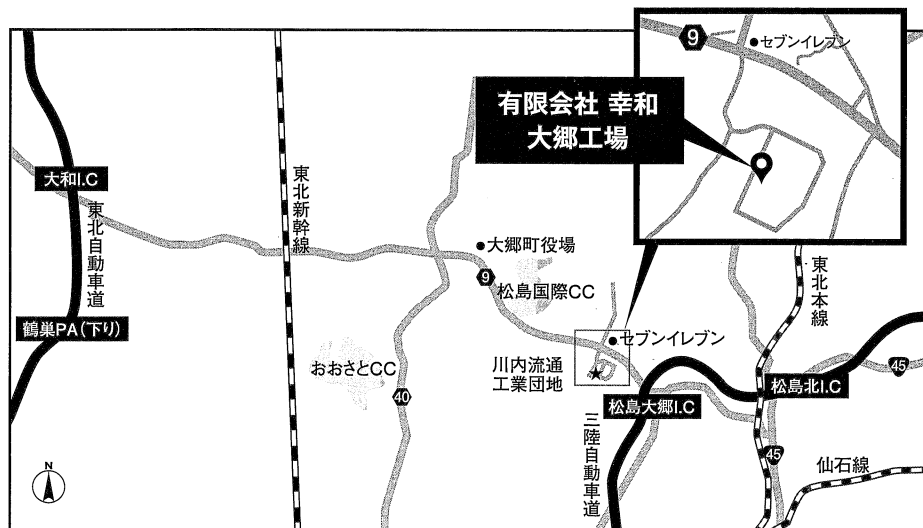 9
セブンイレブン
有限会社 幸和
大郷工場
大和I.C
東北自動車道
東北新幹線
大郷町役場
9
松島国際CC
東北本線
鶴巣PA(下り)
セブンイレブン
おおさとCC
川内流通
工業団地
40
松島大郷I.C
松島北I.C
45
三陸自動車道
45
仙石線
N